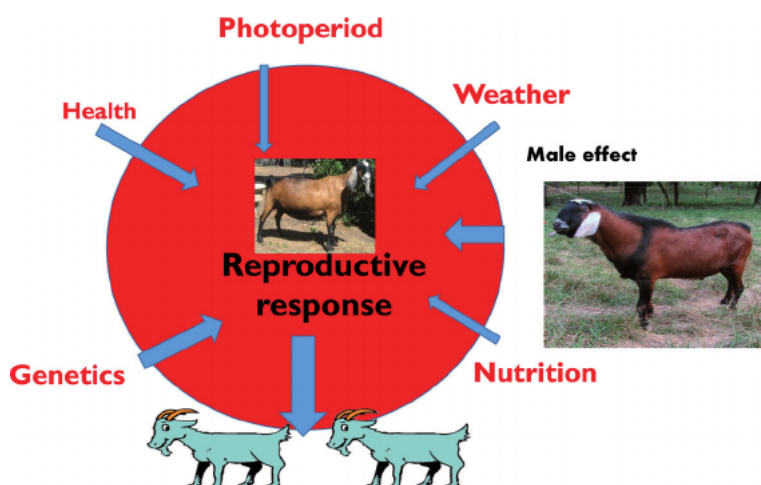 Photoperiod
Health
Weather
Male effect
Reproductive
response
Genetics
Nutrition